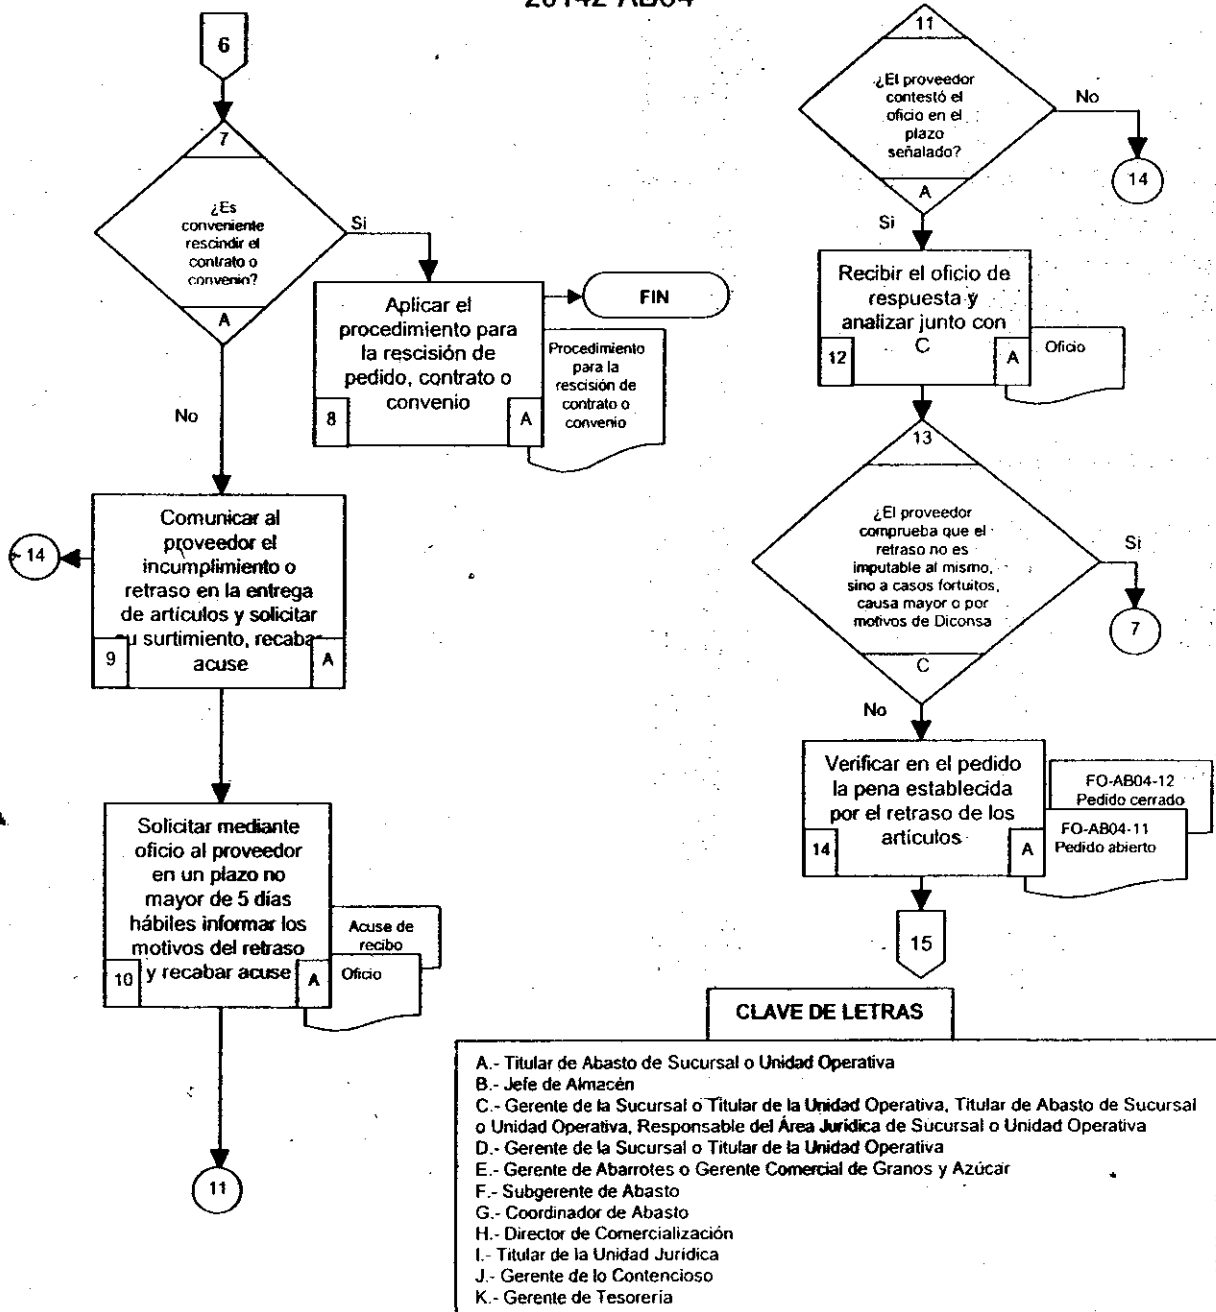 6
7
¿Es
conveniente
rescindir el
contrato o
convenio?
A
Si
No
Aplicar el
procedimiento para
la rescisión de
pedido, contrato o
convenio
8
A
FIN
Procedimiento
para la
rescisión de
contrato o
convenio
Comunicar al
proveedor el
incumplimiento o
retraso en la entrega
de artículos y solicitar
su surtimiento, recabar
acuse
9
A
14
Solicitar mediante
oficio al proveedor
en un plazo no
mayor de 5 días
hábiles informar los
motivos del retraso
y recabar acuse
10
A
Acuse de
recibo
Oficio
11
11
¿El proveedor
contestó el
oficio en el
plazo
señalado?
A
No
14
Si
Recibir el oficio de
respuesta y
analizar junto con
C
12
A
Oficio
13
¿El proveedor
comprueba que el
retraso no es
imputable al mismo,
sino a casos fortuitos,
causa mayor o por
motivos de Diconsa
C
Si
7
No
Verificar en el pedido
la pena establecida
por el retraso de los
artículos
14
A
FO-AB04-12
Pedido cerrado
FO-AB04-11
Pedido abierto
15
CLAVE DE LETRAS
A.- Titular de Abasto de Sucursal o Unidad Operativa
B.- Jefe de Almacén
C.- Gerente de la Sucursal o Titular de la Unidad Operativa, Titular de Abasto de Sucursal
o Unidad Operativa, Responsable del Área Jurídica de Sucursal o Unidad Operativa
D.- Gerente de la Sucursal o Titular de la Unidad Operativa
E.- Gerente de Abarrotes o Gerente Comercial de Granos y Azúcar
F.- Subgerente de Abasto
G.- Coordinador de Abasto
H.- Director de Comercialización
I.- Titular de la Unidad Jurídica
J.- Gerente de lo Contencioso
K.- Gerente de Tesorería